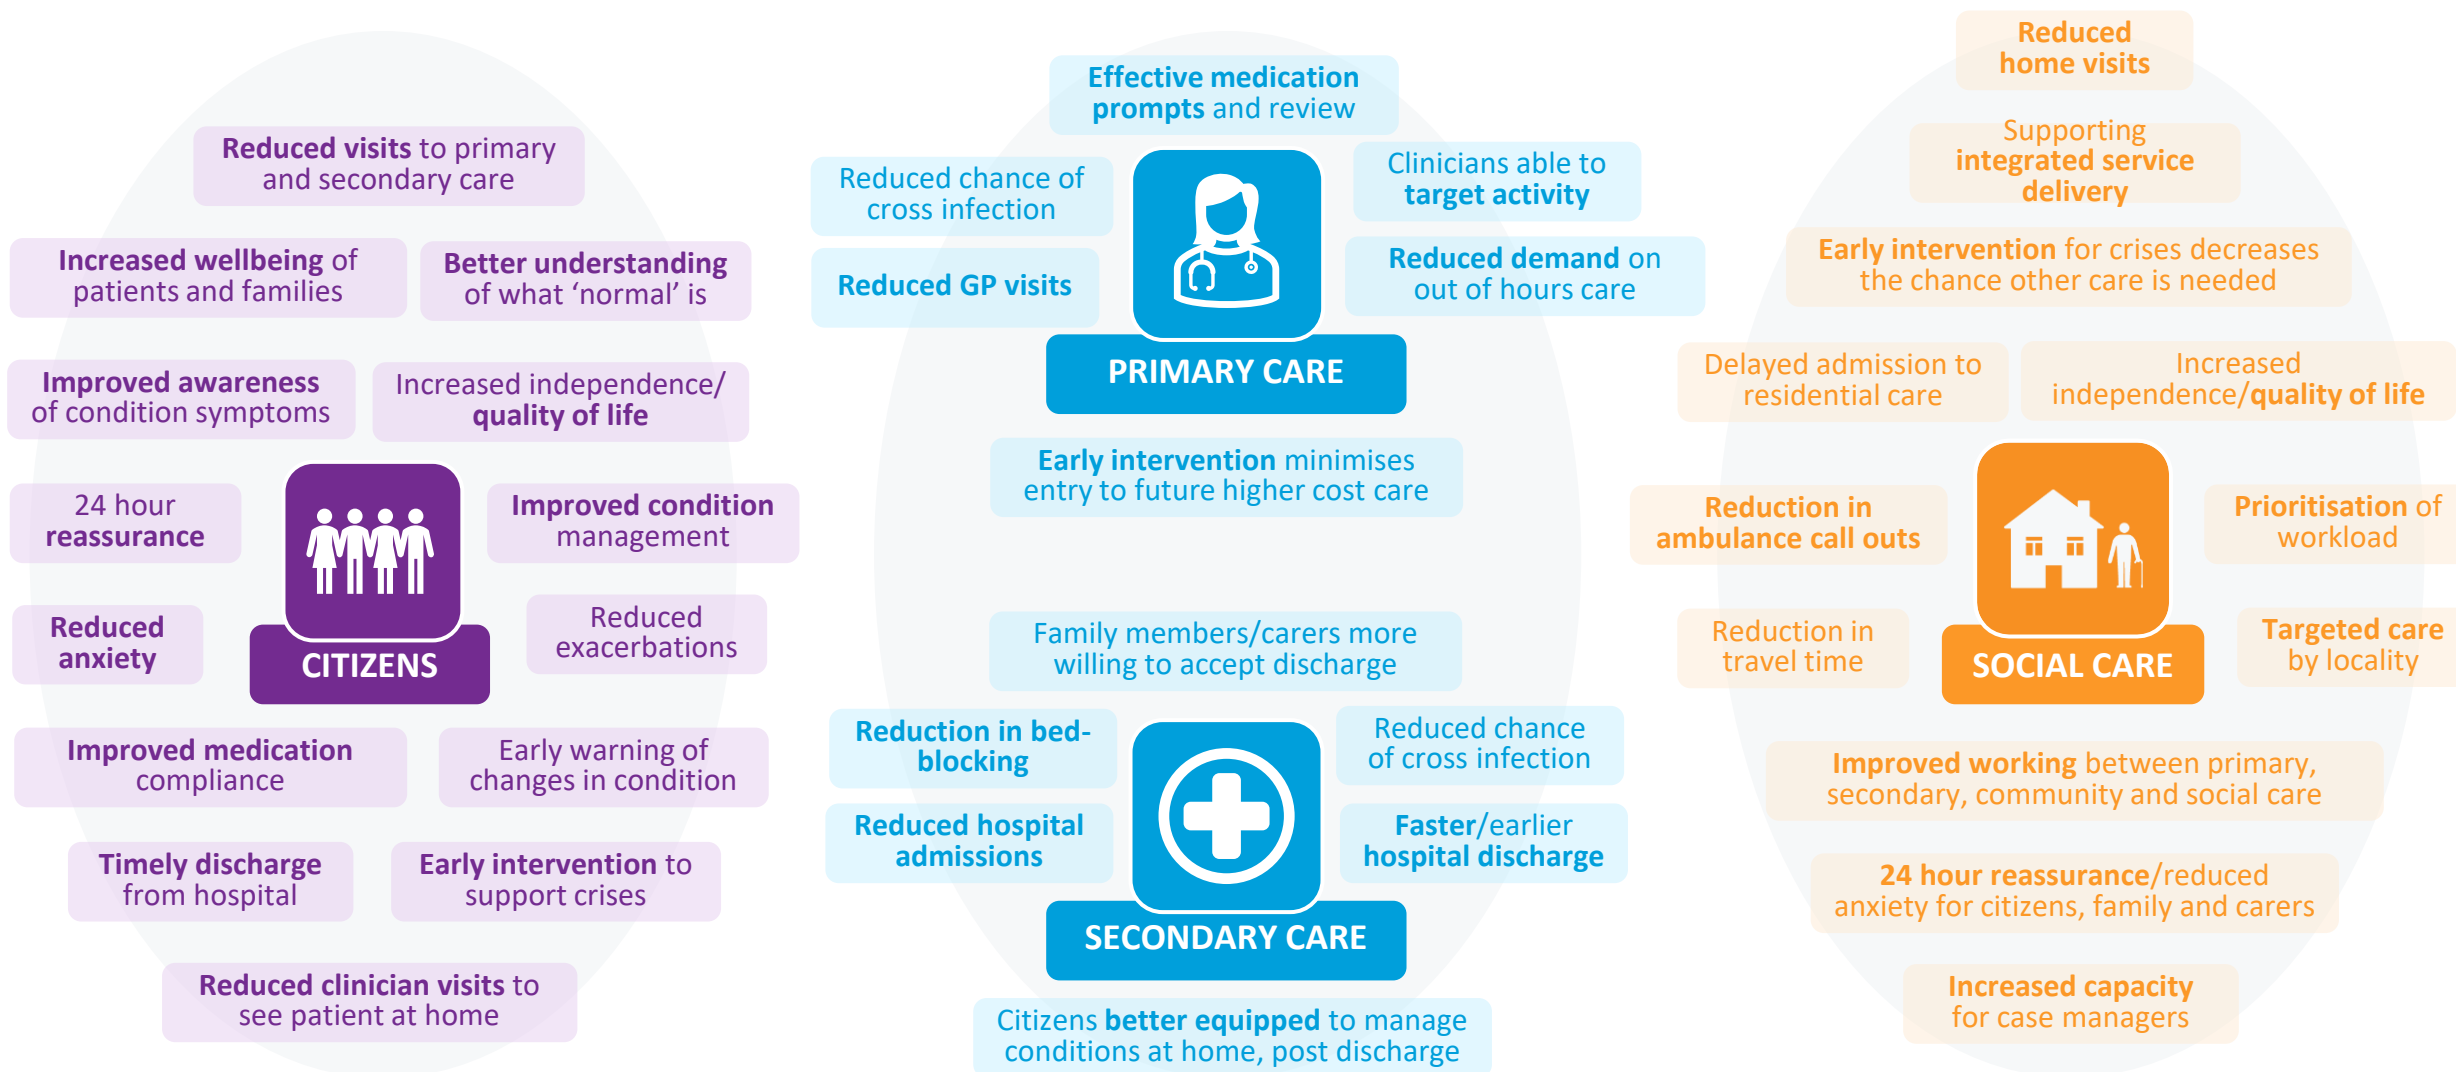 Reduced visits to primary
and secondary care
Increased wellbeing of
patients and families
Better understanding
of what ‘normal’ is
Improved awareness
of condition symptoms
Increased independence/
quality of life
24 hour
reassurance
Improved condition
management
Reduced
anxiety
Reduced
exacerbations
CITIZENS
Improved medication
compliance
Early warning of
changes in condition
Timely discharge
from hospital
Early intervention to
support crises
Reduced clinician visits to
see patient at home
Effective medication
prompts and review
Reduced chance of
cross infection
Clinicians able to
target activity
Reduced GP visits
Reduced demand on
out of hours care
PRIMARY CARE
Early intervention minimises
entry to future higher cost care
Family members/carers more
willing to accept discharge
Reduction in bed-
blocking
Reduced chance
of cross infection
Reduced hospital
admissions
Faster/earlier
hospital discharge
SECONDARY CARE
Citizens better equipped to manage
conditions at home, post discharge
Reduced
home visits
Supporting
integrated service
delivery
Early intervention for crises decreases
the chance other care is needed
Delayed admission to
residential care
Increased
independence/quality of life
Reduction in
ambulance call outs
Prioritisation of
workload
Reduction in
travel time
Targeted care
by locality
SOCIAL CARE
Improved working between primary,
secondary, community and social care
24 hour reassurance/reduced
anxiety for citizens, family and carers
Increased capacity
for case managers